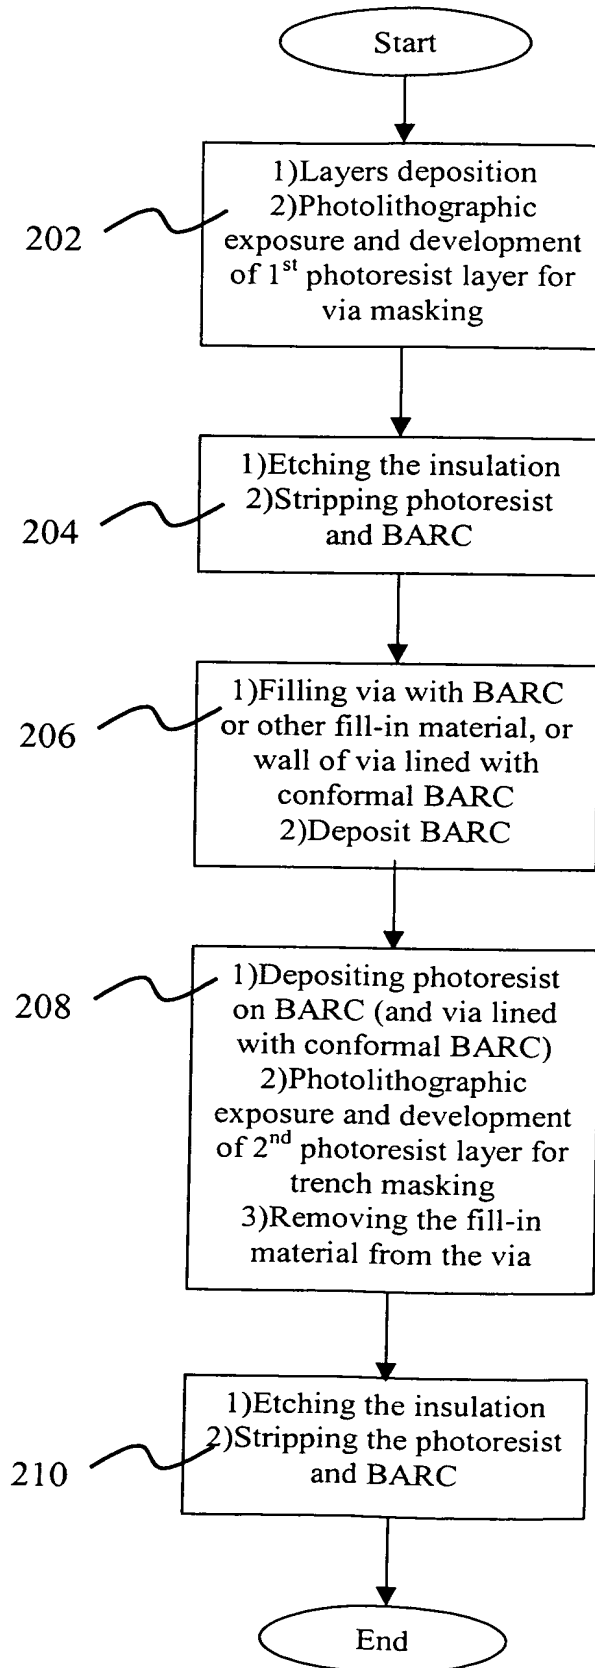 Start
1)Layers deposition
2)Photolithographic
exposure and development
of 1st photoresist layer for
via masking
202
1)Etching the insulation
2)Stripping photoresist
and BARC
204
1)Filling via with BARC
or other fill-in material, or
wall of via lined with
conformal BARC
2)Deposit BARC
206
1)Depositing photoresist
on BARC (and via lined
with conformal BARC)
2)Photolithographic
exposure and development
of 2nd photoresist layer for
trench masking
3)Removing the fill-in
material from the via
208
1)Etching the insulation
2)Stripping the photoresist
and BARC
210
End